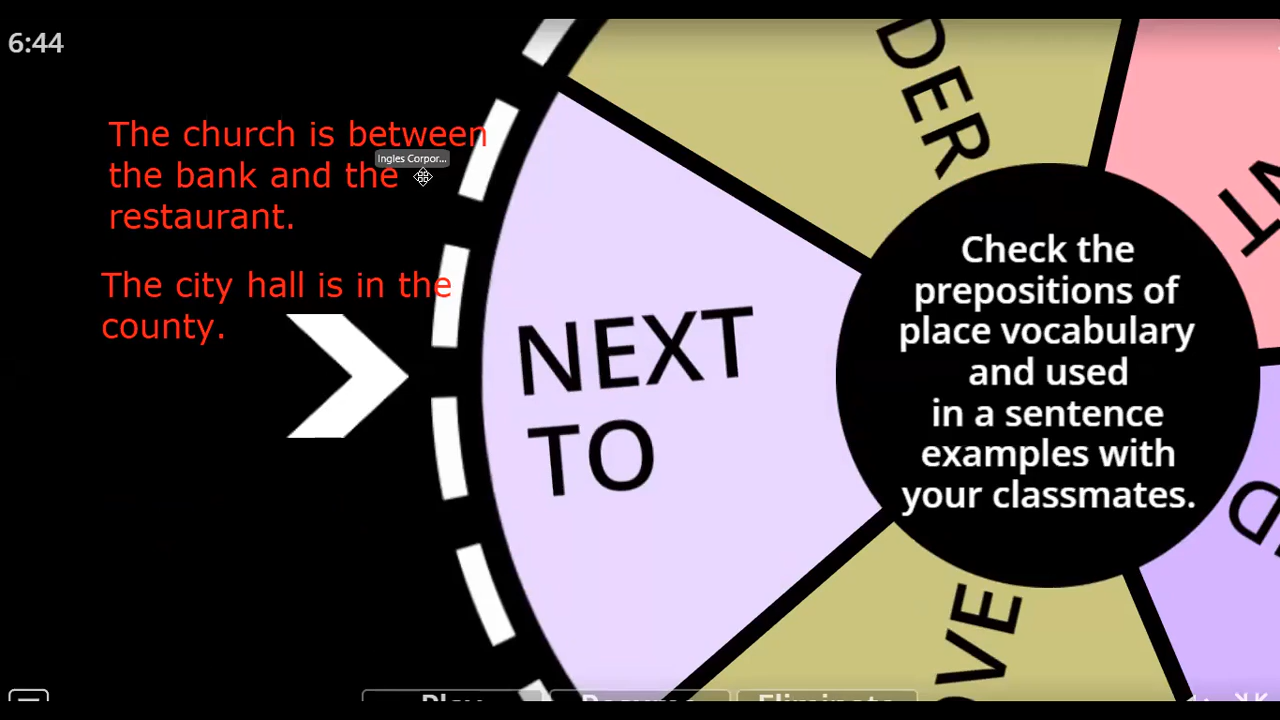 6:44
The church is between
Ingles Corpor...
the bank and the
restaurant.
The city hall is in the
county.
NEXT
TO
DER
Check the
prepositions of
place vocabulary
and used
in a sentence
examples with
your classmates.